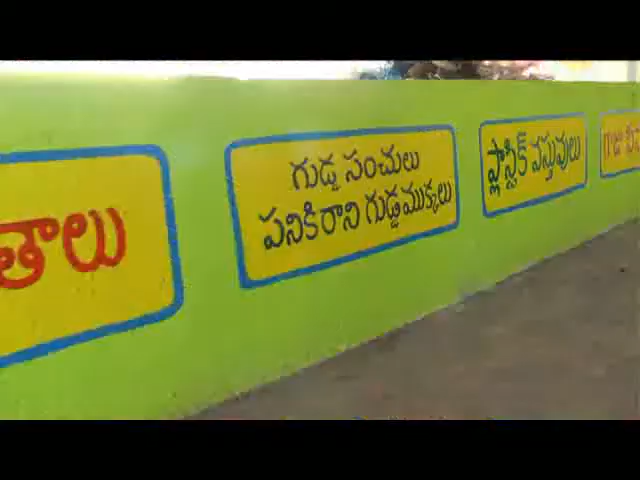 గుడ్డ సంచులు
పనికిరాని గుడ్డముక్కలు
ప్లాస్టిక్ వస్తువులు